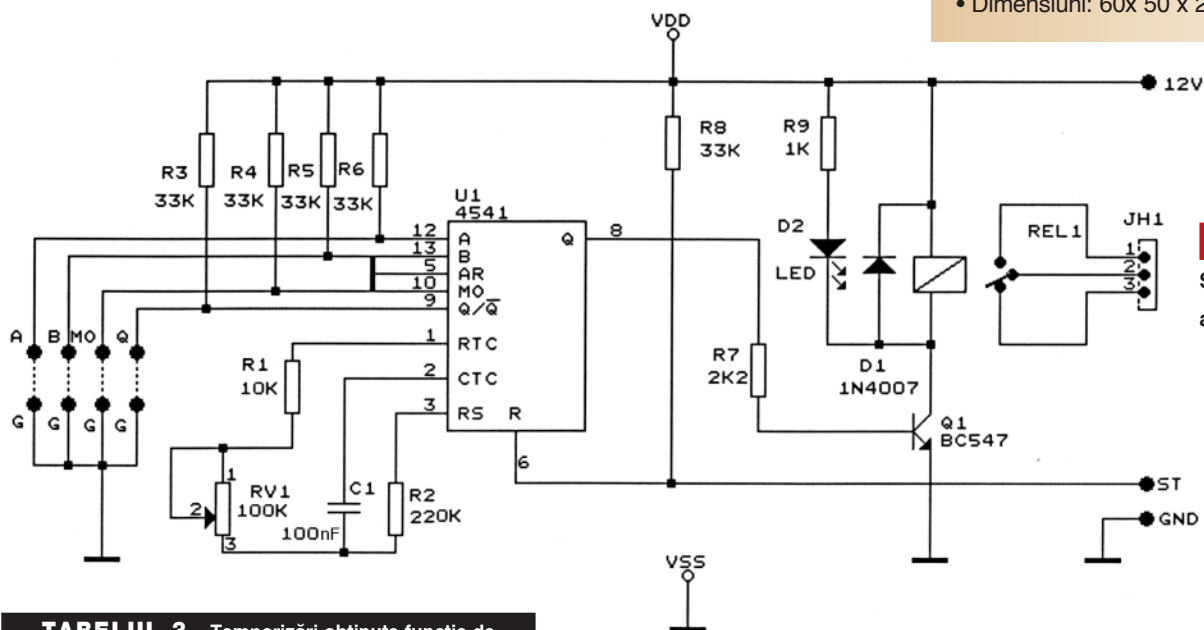 • Dimensiuni: 60x 50 x 2
VDD
12V
R3
33K
R4
33K
R5
33K
R6
33K
R8
33K
R9
1K
U1
4541
12 A
13 B
5 AR
10 MO
9 Q/Q̅
1 RTC
2 CTC
3 RS
R
6
Q 8
D2
LED
D1
1N4007
REL1
JH1
1
2
3
S
a
A B MO Q
G G G G
R1
10K
RV1
100K
1
2
3
C1
100nF
R2
220K
R7
2K2
Q1
BC547
ST
GND
VSS
TABELUL 3 Temporizări obţinute funcţie de